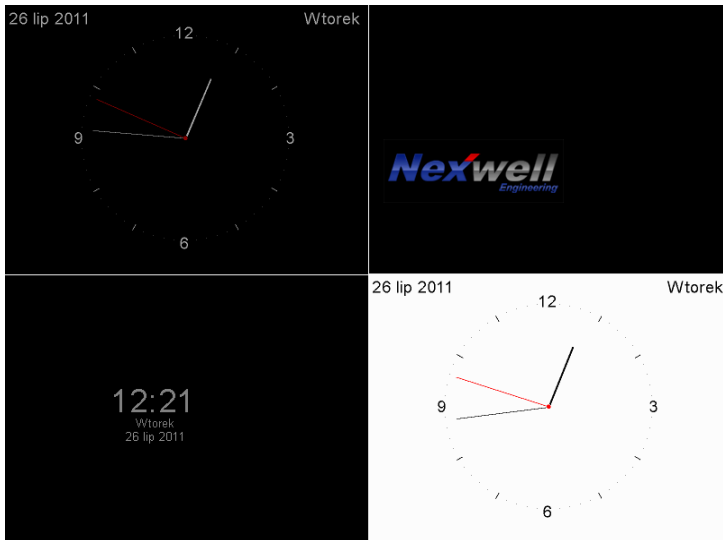 26 lip 2011 Wtorek
12
9 3
6
Nexwell
Engineering
12:21
Wtorek
26 lip 2011
26 lip 2011 Wtorek
12
9 3
6